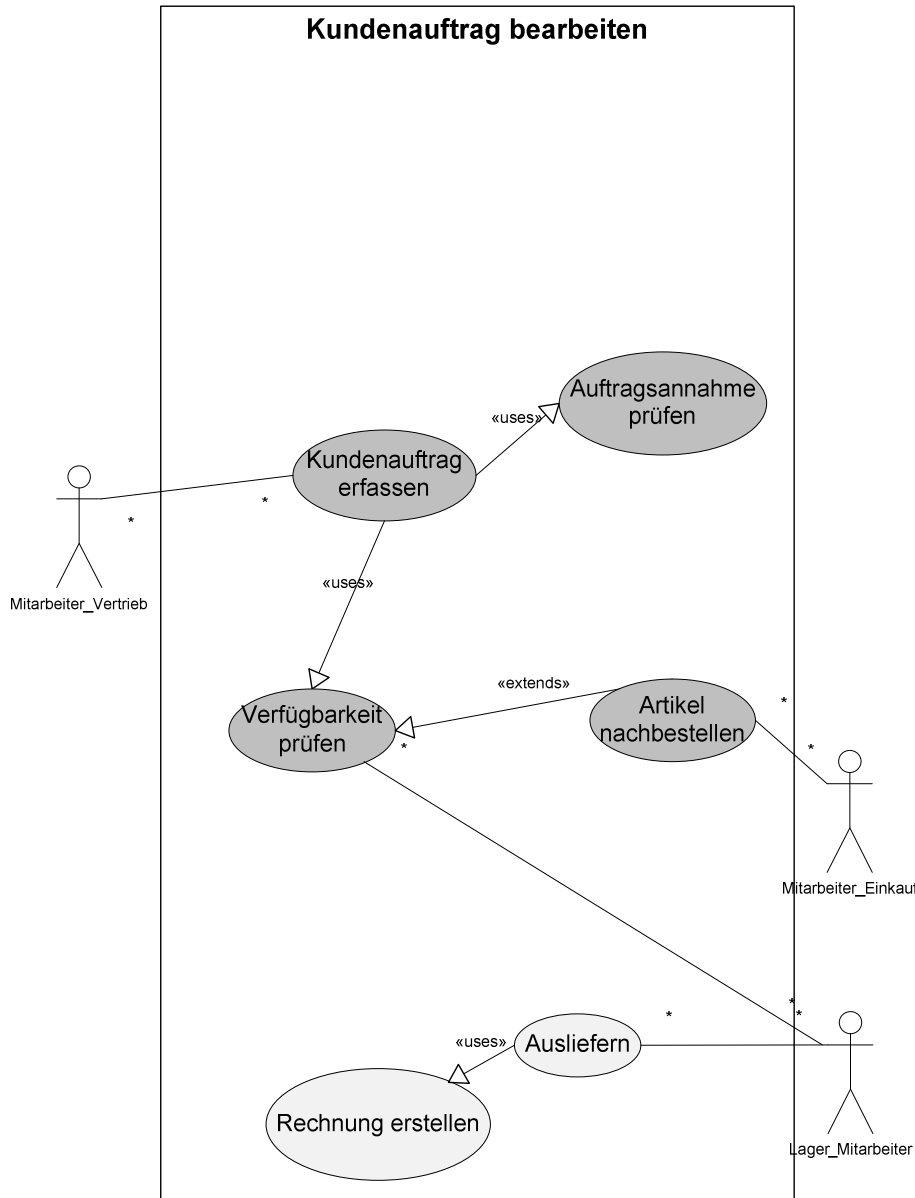 Kundenauftrag bearbeiten
Auftragsannahme
prüfen
«uses»
Kundenauftrag
erfassen
*
*
Mitarbeiter_Vertrieb
«uses»
«extends»
Verfügbarkeit
prüfen
*
Artikel
nachbestellen
*
*
Mitarbeiter_Einkauf
*
*
*
«uses»
Ausliefern
Rechnung erstellen
Lager_Mitarbeiter